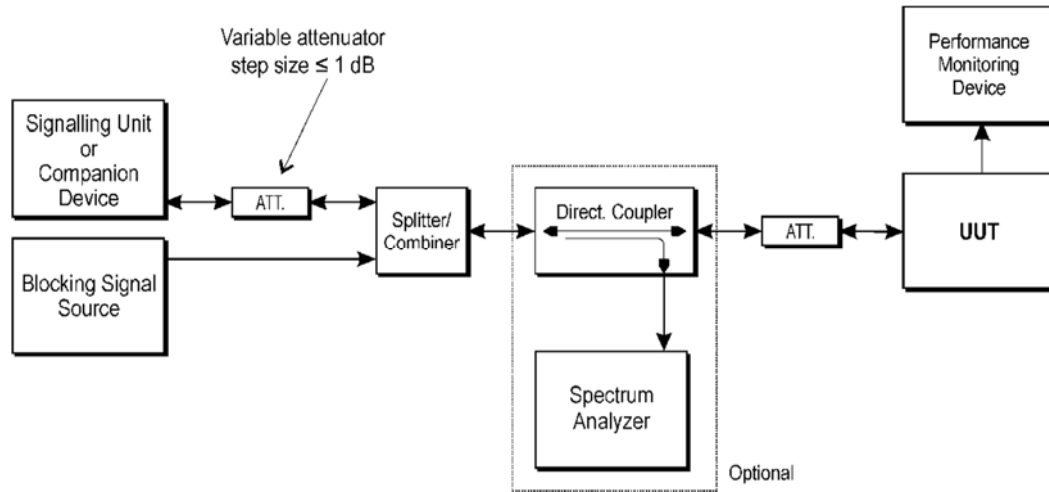 Variable attenuator
step size ≤ 1 dB
Signalling Unit
or
Companion
Device
ATT.
Splitter/
Combiner
Blocking Signal
Source
Direct. Coupler
Spectrum
Analyzer
Optional
ATT.
UUT
Performance
Monitoring
Device